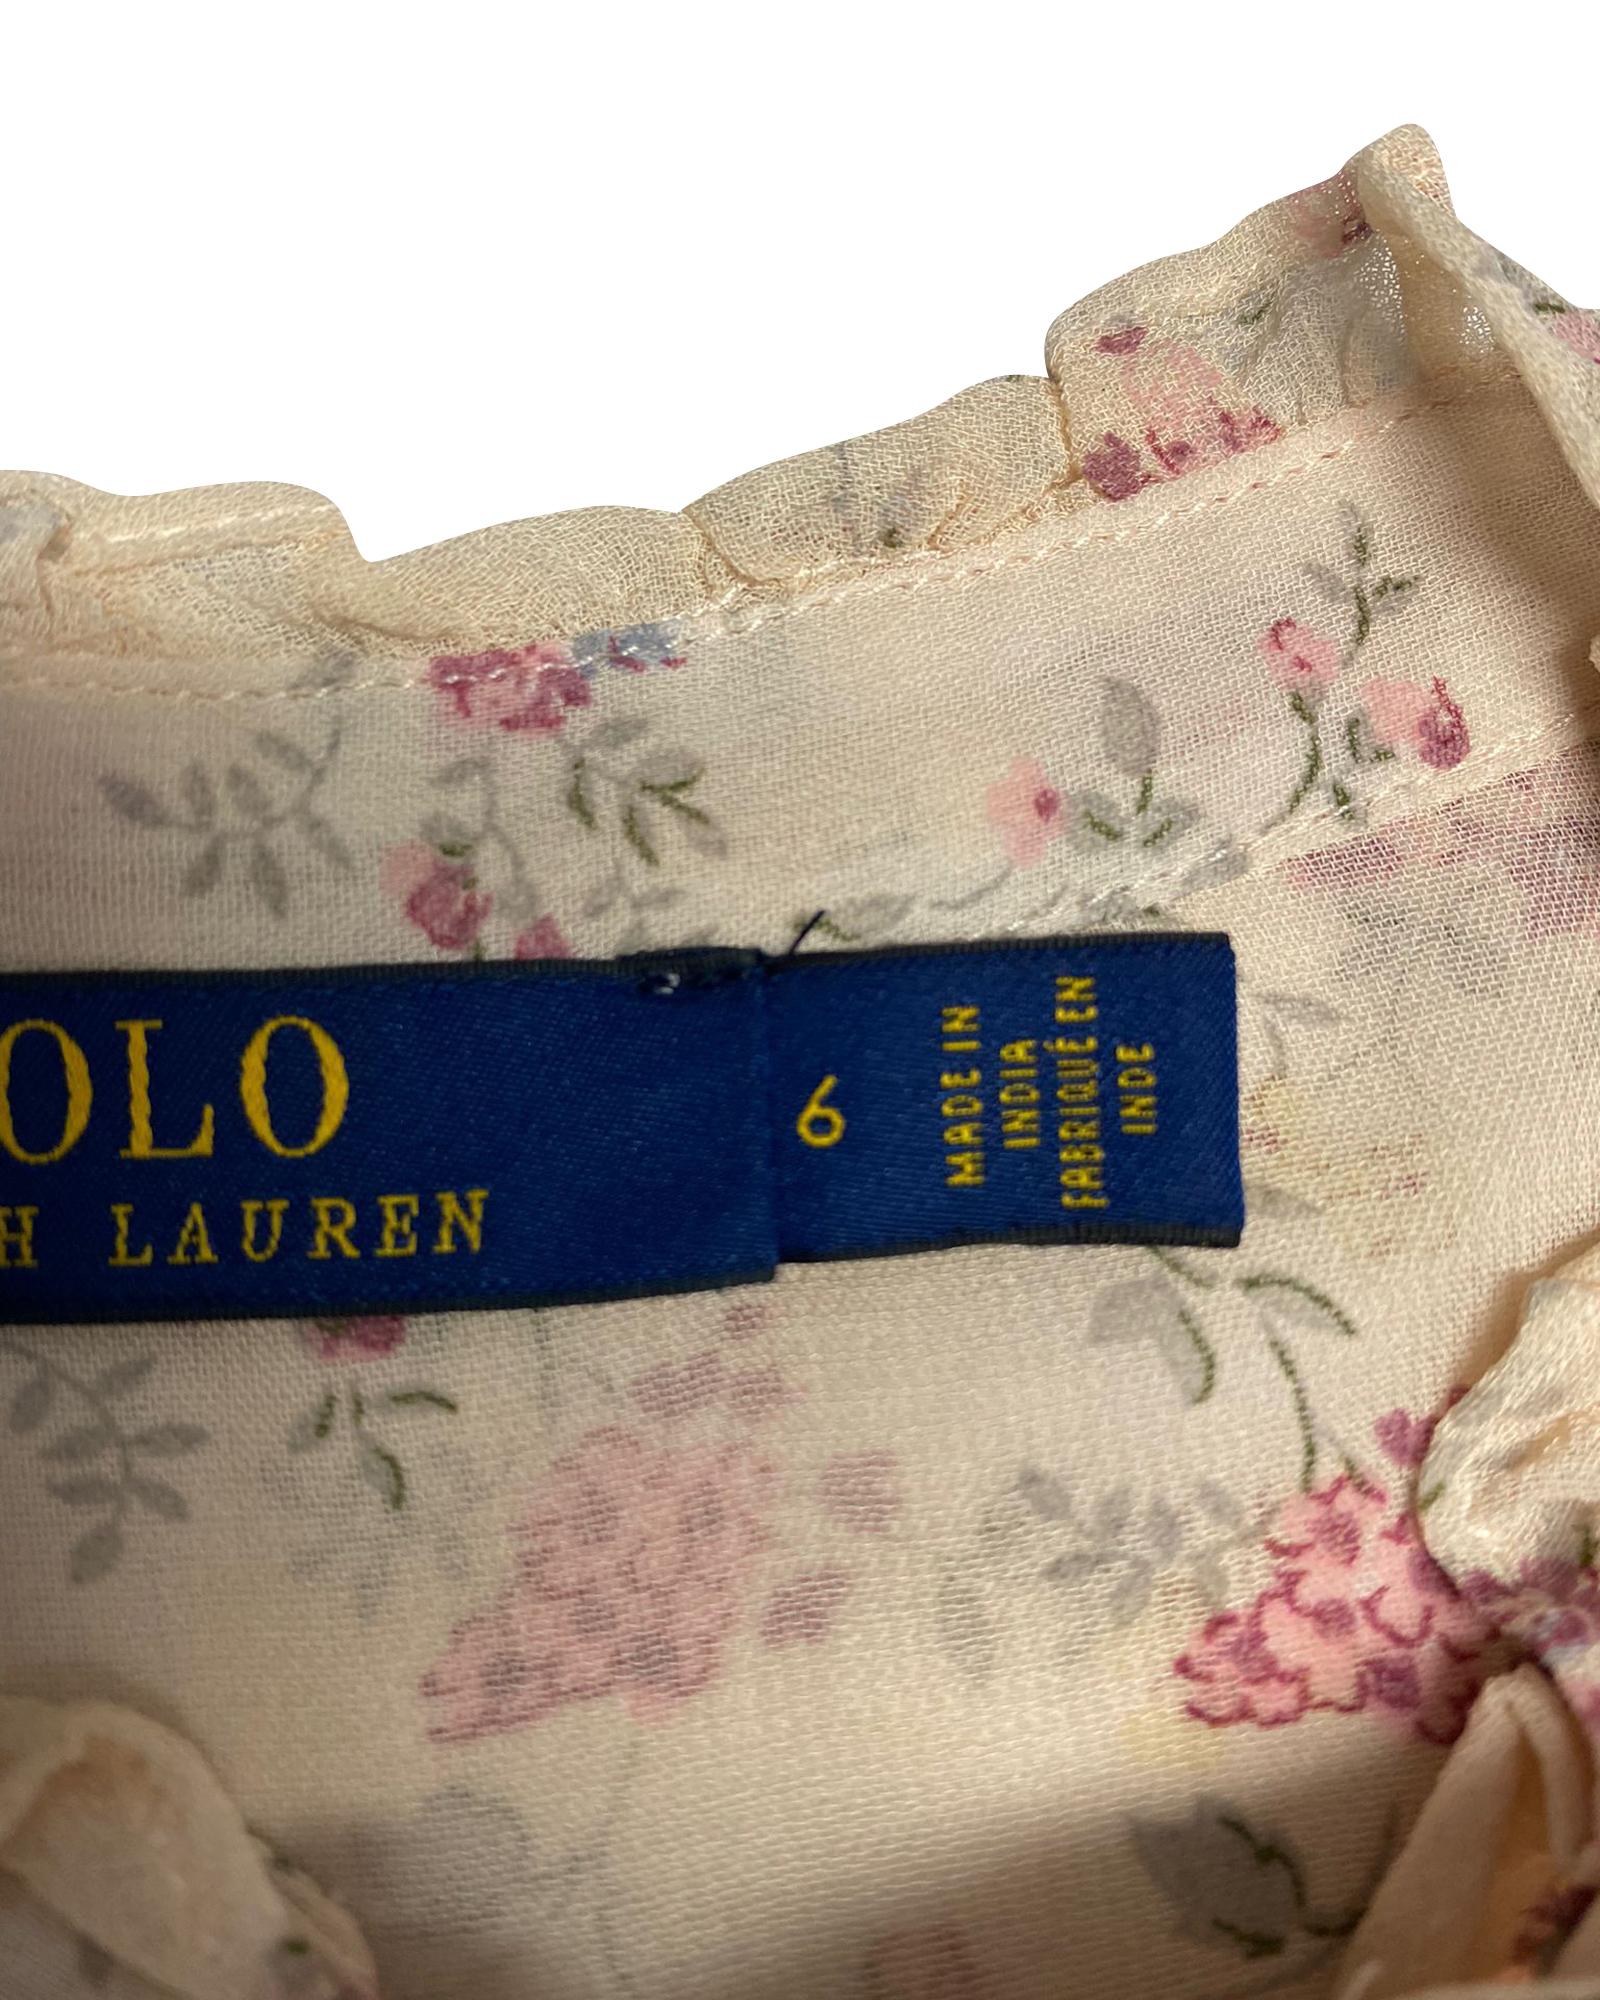 OLO
H LAUREN
6
MADE IN
INDIA
FABRIQUÉ EN
INDE